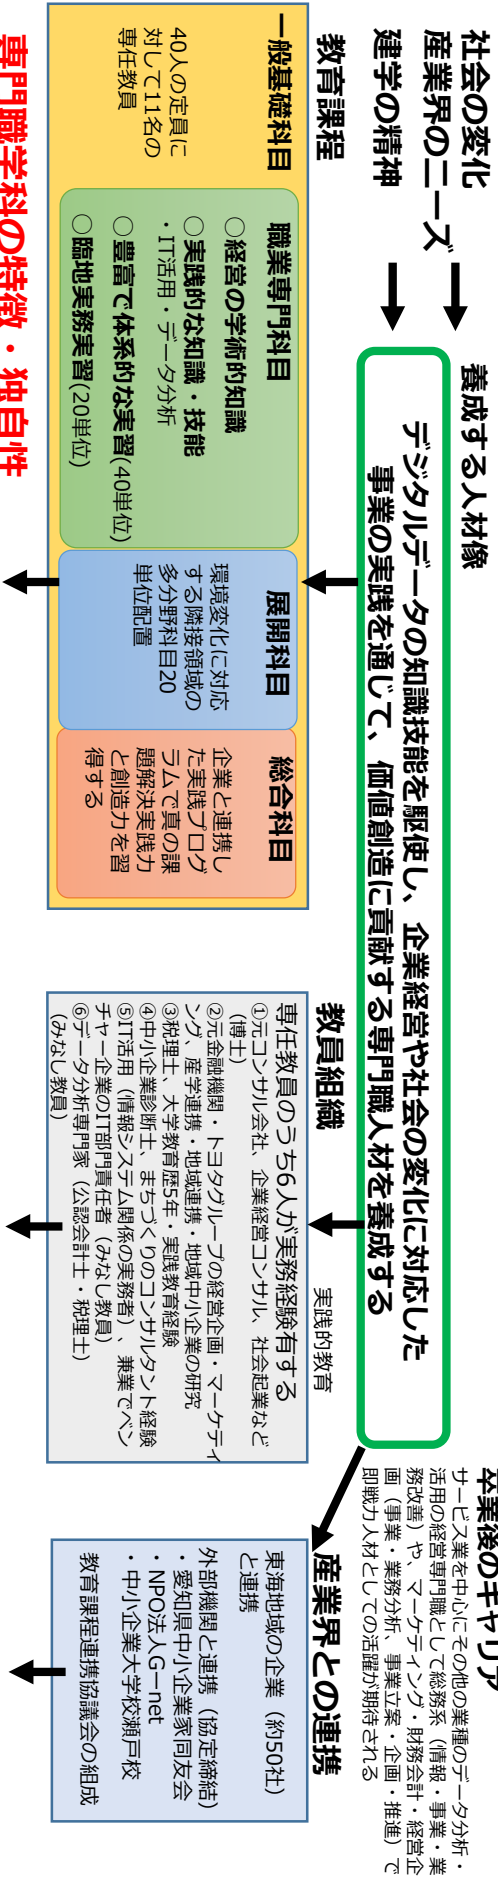 社会の変化
産業界のニーズ
建学の精神
養成する人材像
デジタルデータの知識技能を駆使し、企業経営や社会の変化に対応した
事業の実践を通じて、価値創造に貢献する専門職人材を養成する
卒業後のキャリア
サービス業を中心にその他の業種のデータ分析・
活用の経営専門職として総務系（情報・事業・業
務改善）や、マーケティング・財務会計・経営企
画（事業・業務分析、事業立案・企画・推進）で
即戦力人材としての活躍が期待される
教育課程
一般基礎科目
40人の定員に
対して11名の
専任教員
職業専門科目
○経営の学術的知識
○実践的な知識・技能
・IT活用・データ分析
○豊富で体系的な実習(40単位)
○臨地実務実習(20単位)
展開科目
環境変化に対応
する隣接領域の
多分野科目20
単位配置
総合科目
企業と連携し
た実践プログ
ラムで真の課
題解決実践力
と創造力を習
得する
教員組織
実践的教育
専任教員のうち6人が実務経験有する
①元コンサル会社、企業経営コンサル、社会起業など
(博士)
②元金融機関・トヨタグループの経営企画・マーケティ
ング、産学連携・地域連携・地域中小企業の研究
③税理士、大学教育歴5年・実践教育経験
④中小企業診断士、まちづくりのコンサルタント経験
⑤IT活用（情報システム関係の実務者）、兼業でベン
チャー企業のIT部門責任者（みなし教員）
⑥データ分析専門家（公認会計士・税理士）
(みなし教員)
産業界との連携
東海地域の企業（約50社）
と連携
外部機関と連携（協定締結）
・愛知県中小企業家同友会
・NPO法人G－net
・中小企業大学校瀬戸校
教育課程連携協議会の組成
専門職学科の特徴・独自性